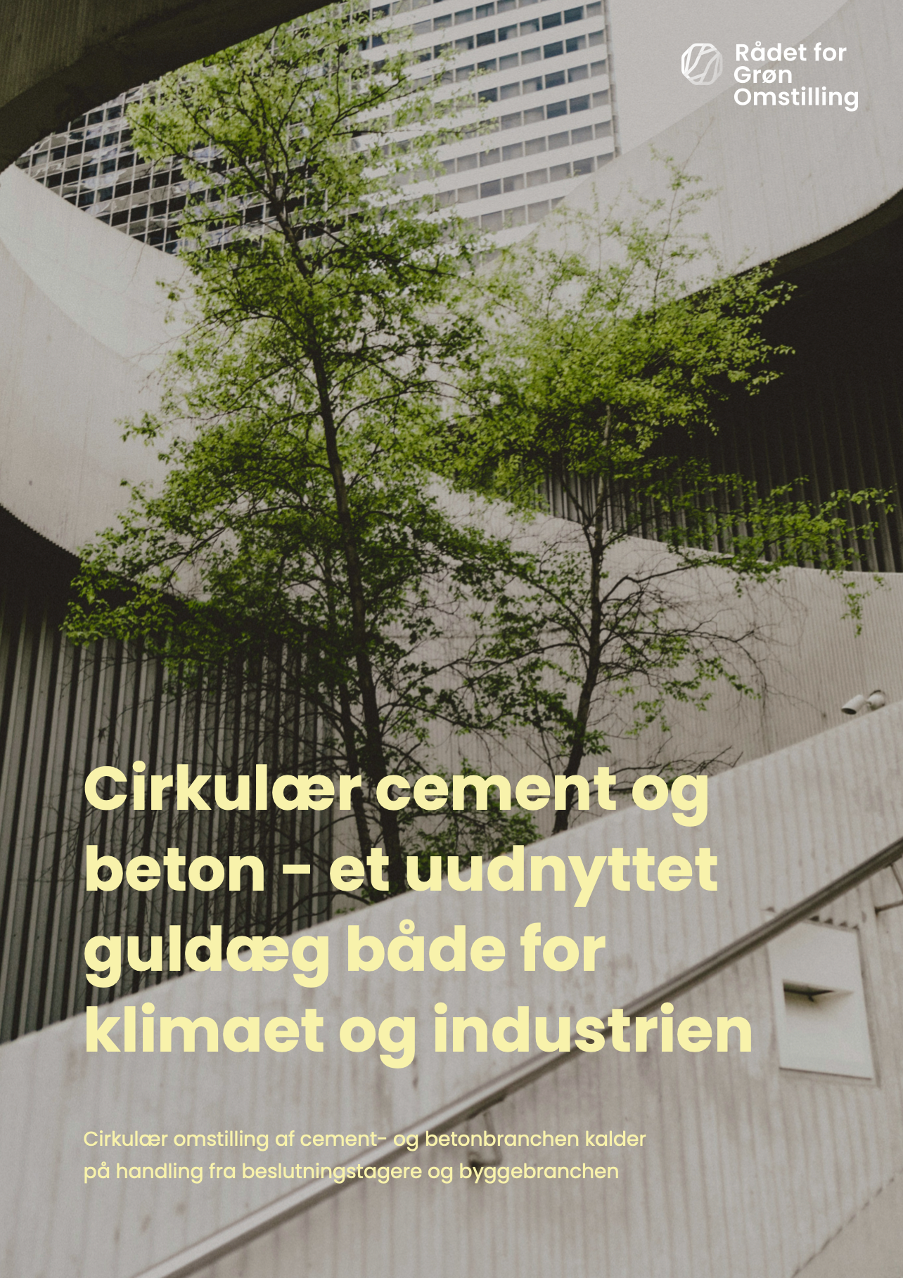 Rådet for
Grøn
Omstilling
Cirkulær cement og
beton - et uudnyttet
guldæg både for
klimaet og industrien
Cirkulær omstilling af cement- og betonbranchen kalder
på handling fra beslutningstagere og byggebranchen